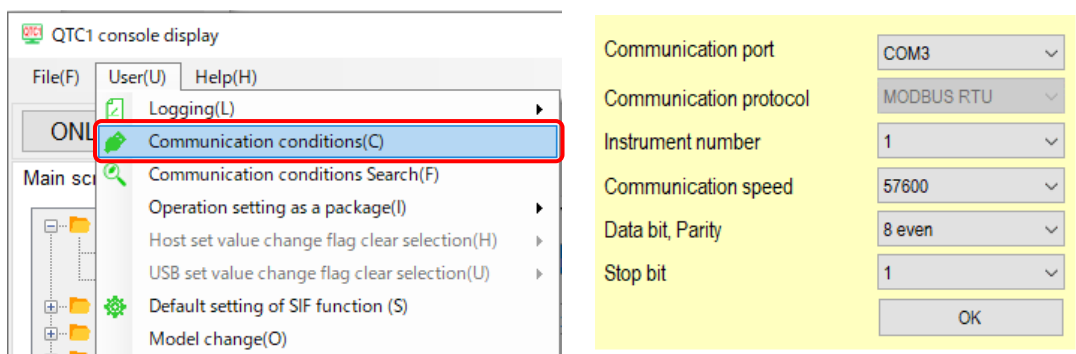 QTC1 console display
File(F) User(U) Help(H)
Logging(L)
ONL
Communication conditions(C)
Main scr
Communication conditions Search(F)
Operation setting as a package(I)
Host set value change flag clear selection(H)
USB set value change flag clear selection(U)
Default setting of SIF function (S)
Model change(O)
Communication port COM3
Communication protocol MODBUS RTU
Instrument number 1
Communication speed 57600
Data bit, Parity 8 even
Stop bit 1
OK